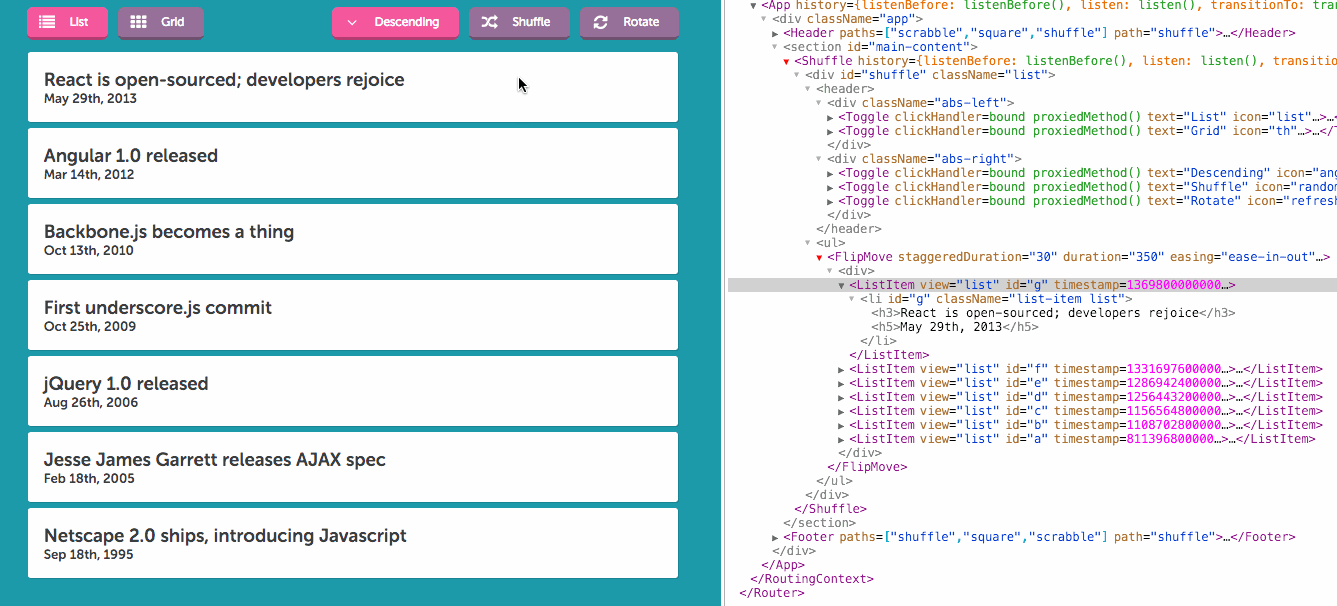 List
Grid
Descending
Shuffle
Rotate
React is open-sourced; developers rejoice
May 29th, 2013
Angular 1.0 released
Mar 14th, 2012
Backbone.js becomes a thing
Oct 13th, 2010
First underscore.js commit
Oct 25th, 2009
jQuery 1.0 released
Aug 26th, 2006
Jesse James Garrett releases AJAX spec
Feb 18th, 2005
Netscape 2.0 ships, introducing Javascript
Sep 18th, 1995
<App history={listenBefore: listenBefore(), listen: listen(), transitionTo: tra
<div className="app">
<Header paths=["scrabble","square","shuffle"] path="shuffle">…</Header>
<section id="main-content">
<Shuffle history={listenBefore: listenBefore(), listen: listen(), transitio
<div id="shuffle" className="list">
<header>
<div className="abs-left">
<Toggle clickHandler=bound proxiedMethod() text="List" icon="list"…>…<
<Toggle clickHandler=bound proxiedMethod() text="Grid" icon="th"…>…</T
</div>
<div className="abs-right">
<Toggle clickHandler=bound proxiedMethod() text="Descending" icon="ang
<Toggle clickHandler=bound proxiedMethod() text="Shuffle" icon="random
<Toggle clickHandler=bound proxiedMethod() text="Rotate" icon="refresh
</div>
</header>
<ul>
<FlipMove staggeredDuration="30" duration="350" easing="ease-in-out"…>
<div>
<ListItem view="list" id="g" timestamp=1369800000000…>
<li id="g" className="list-item list">
<h3>React is open-sourced; developers rejoice</h3>
<h5>May 29th, 2013</h5>
</li>
</ListItem>
<ListItem view="list" id="f" timestamp=1331697600000…>…</ListItem>
<ListItem view="list" id="e" timestamp=1286942400000…>…</ListItem>
<ListItem view="list" id="d" timestamp=1256443200000…>…</ListItem>
<ListItem view="list" id="c" timestamp=1156564800000…>…</ListItem>
<ListItem view="list" id="b" timestamp=1108702800000…>…</ListItem>
<ListItem view="list" id="a" timestamp=811396800000…>…</ListItem>
</div>
</FlipMove>
</ul>
</div>
</Shuffle>
</section>
<Footer paths=["shuffle","square","scrabble"] path="shuffle">…</Footer>
</div>
</App>
</RoutingContext>
</Router>